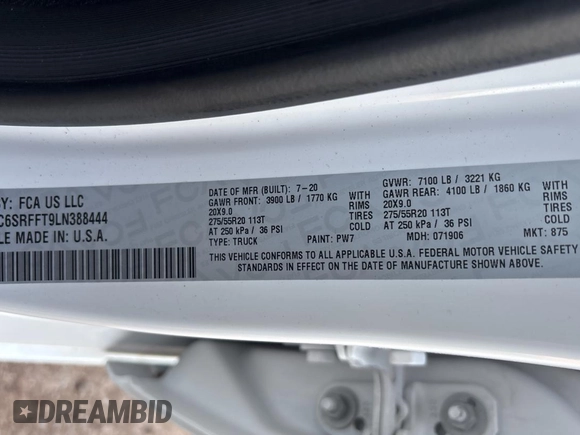 BY: FCA US LLC
C6SRFFT9LN388444
LE MADE IN: U.S.A.
DATE OF MFR (BUILT): 7-20
GAWR FRONT: 3900 LB / 1770 KG WITH
20X9.0 RIMS
275/55R20 113T TIRES
AT 250 kPa / 36 PSI COLD
TYPE: TRUCK PAINT: PW7
GVWR: 7100 LB / 3221 KG
GAWR REAR: 4100 LB / 1860 KG WITH
20X9.0 RIMS
275/55R20 113T TIRES
AT 250 kPa / 36 PSI COLD
MDH: 071906 MKT: 875
THIS VEHICLE CONFORMS TO ALL APPLICABLE U.S.A. FEDERAL MOTOR VEHICLE SAFETY
STANDARDS IN EFFECT ON THE DATE OF MANUFACTURE SHOWN ABOVE.
DREAMBID